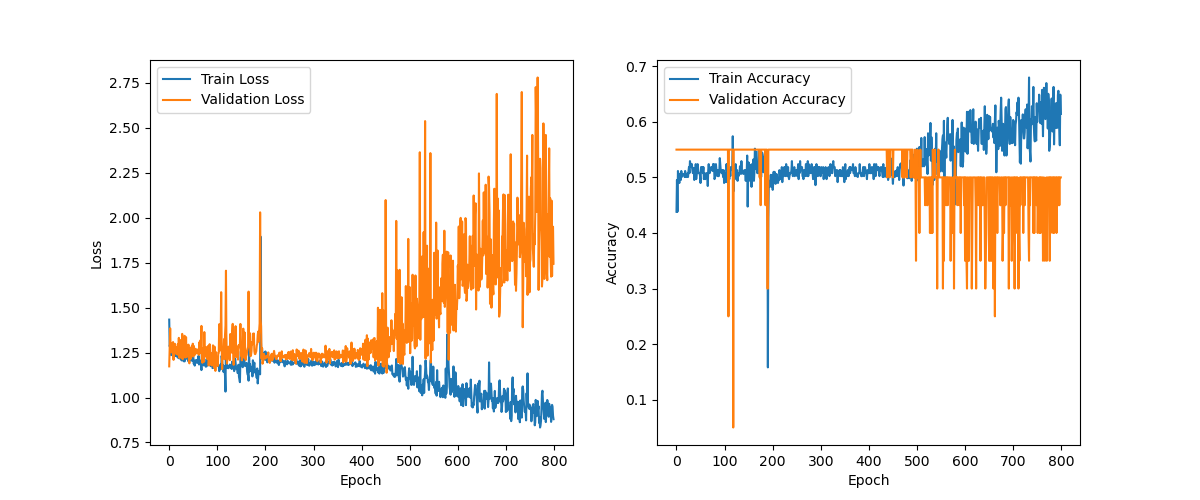 Train Loss
Validation Loss
2.75
2.50
2.25
2.00
1.75
1.50
1.25
1.00
0.75
Loss
0 100 200 300 400 500 600 700 800
Epoch
Train Accuracy
Validation Accuracy
0.7
0.6
0.5
0.4
0.3
0.2
0.1
Accuracy
0 100 200 300 400 500 600 700 800
Epoch